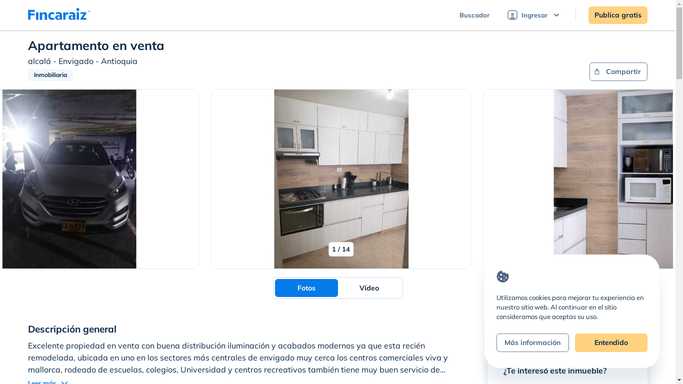 Fincaraiz
Buscador
Ingresar
Publica gratis
Apartamento en venta
alcalá - Envigado - Antioquia
Inmobiliaria
Compartir
1 / 14
Fotos
Video
Utilizamos cookies para mejorar tu experiencia en
nuestro sitio web. Al continuar en el sitio
consideramos que aceptas su uso.
Más información
Entendido
Descripción general
Excelente propiedad en venta con buena distribución iluminación y acabados modernos ya que esta recién
remodelada, ubicada en uno en los sectores más centrales de envigado muy cerca los centros comerciales viva y
mallorca, rodeado de escuelas, colegios, Universidad y centros recreativos también tiene muy buen servicio de...
Leer más
¿Te interesó este inmueble?